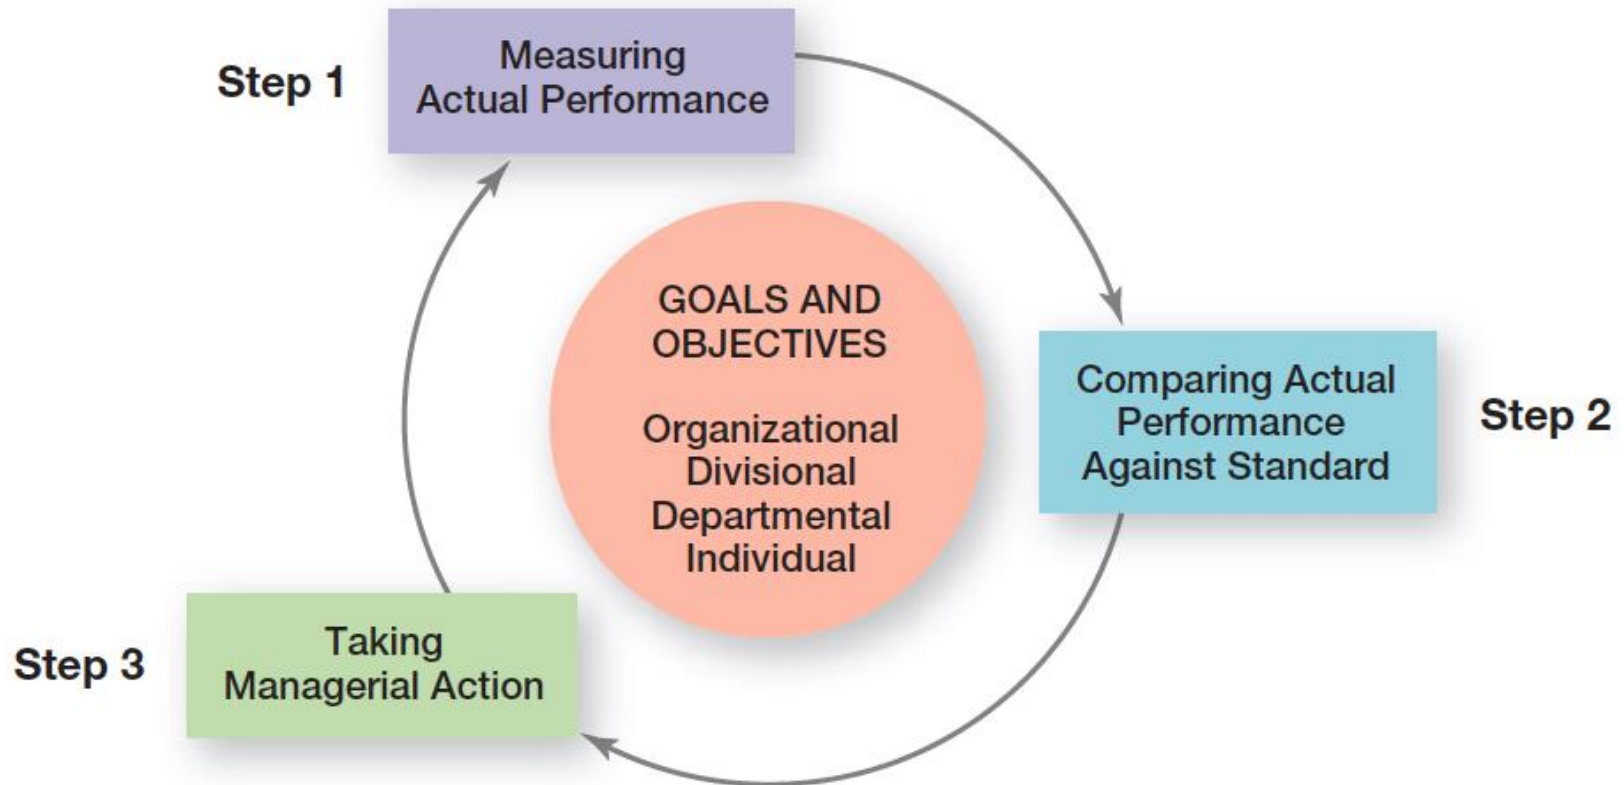 Step 1
Measuring
Actual Performance
GOALS AND
OBJECTIVES
Organizational
Divisional
Departmental
Individual
Comparing Actual
Performance
Against Standard
Step 2
Step 3
Taking
Managerial Action